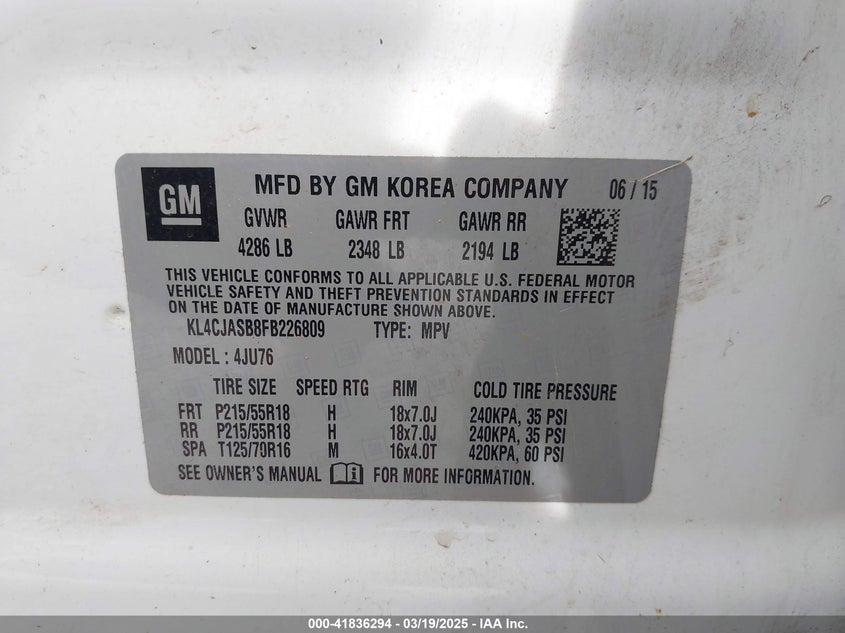 GM MFD BY GM KOREA COMPANY 06 / 15
GVWR GAWR FRT GAWR RR
4286 LB 2348 LB 2194 LB
THIS VEHICLE CONFORMS TO ALL APPLICABLE U.S. FEDERAL MOTOR
VEHICLE SAFETY AND THEFT PREVENTION STANDARDS IN EFFECT
ON THE DATE OF MANUFACTURE SHOWN ABOVE.
KL4CJASB8FB226809 TYPE: MPV
MODEL : 4JU76
TIRE SIZE SPEED RTG RIM COLD TIRE PRESSURE
FRT P215/55R18 H 18x7.0J 240KPA, 35 PSI
RR P215/55R18 H 18x7.0J 240KPA, 35 PSI
SPA T125/70R16 M 16x4.0T 420KPA, 60 PSI
SEE OWNER'S MANUAL FOR MORE INFORMATION.
000-41836294 - 03/19/2025 - IAA Inc.